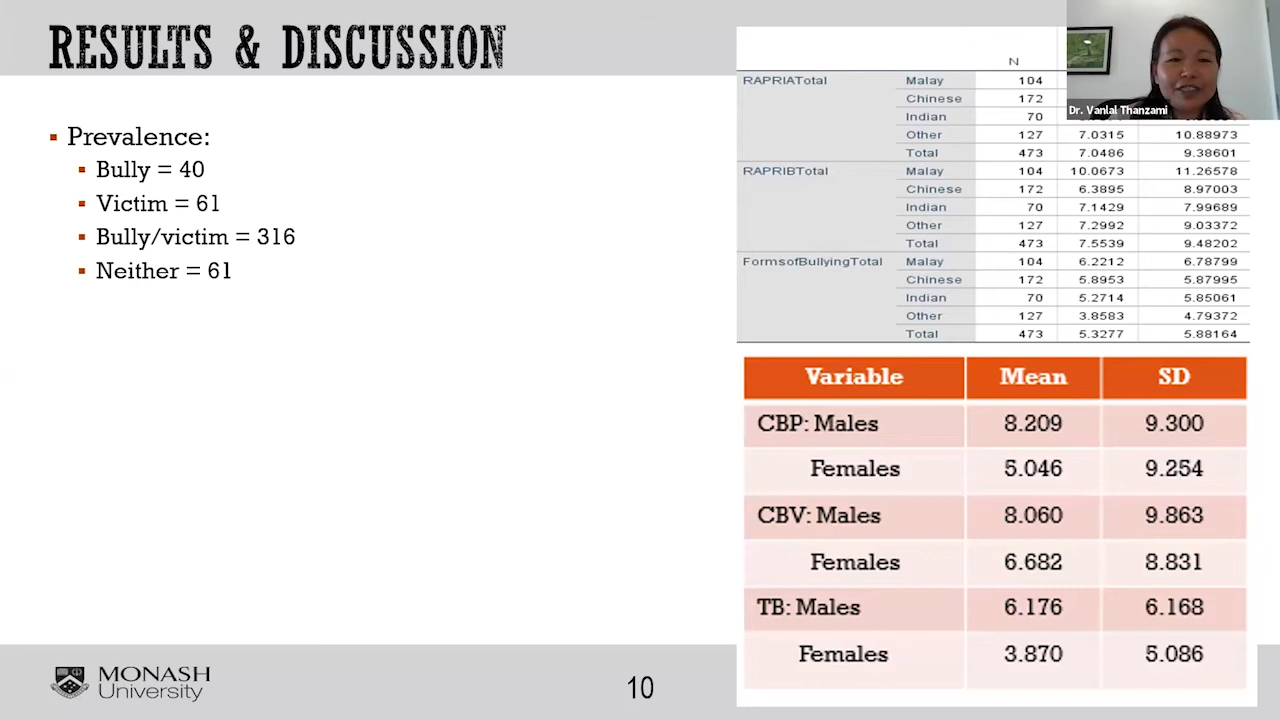 RESULTS & DISCUSSION
Prevalence:
Bully = 40
Victim = 61
Bully/victim = 316
Neither = 61
N
RAPRIATotal Malay 104
Chinese 172
Indian 70
Other 127 7.0315 10.88973
Total 473 7.0486 9.38601
RAPRIBTotal Malay 104 10.0673 11.26578
Chinese 172 6.3895 8.97003
Indian 70 7.1429 7.99689
Other 127 7.2992 9.03372
Total 473 7.5539 9.48202
FormsofBullyingTotal Malay 104 6.2212 6.78799
Chinese 172 5.8953 5.87995
Indian 70 5.2714 5.85061
Other 127 3.8583 4.79372
Total 473 5.3277 5.88164
Dr. Vanlal Thanzami
Variable Mean SD
CBP: Males 8.209 9.300
Females 5.046 9.254
CBV: Males 8.060 9.863
Females 6.682 8.831
TB: Males 6.176 6.168
Females 3.870 5.086
MONASH
University
10